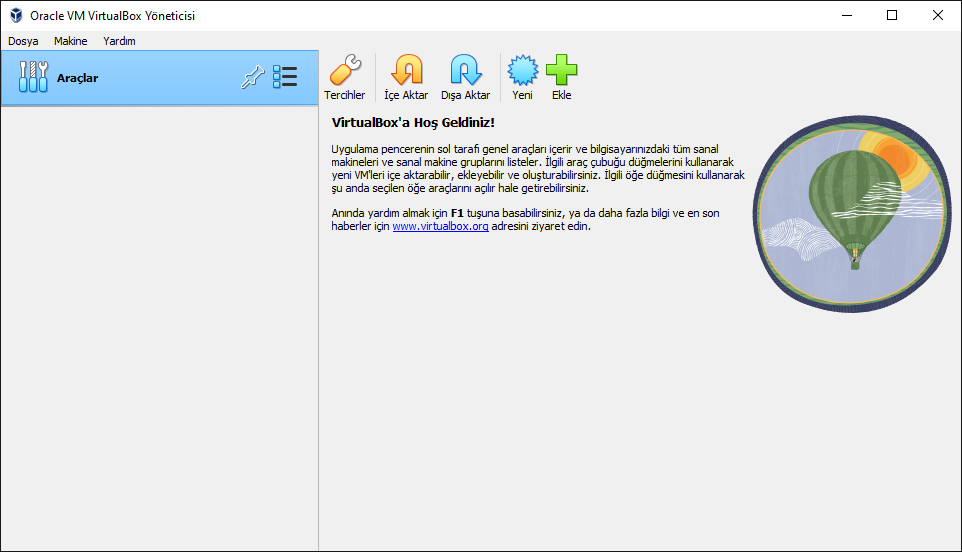 Oracle VM VirtualBox Yöneticisi
Dosya Makine Yardım
Araçlar
Tercihler İçe Aktar Dışa Aktar Yeni Ekle
VirtualBox'a Hoş Geldiniz!
Uygulama pencerenin sol tarafı genel araçları içerir ve bilgisayarınızdaki tüm sanal
makineleri ve sanal makine gruplarını listeler. İlgili araç çubuğu düğmelerini kullanarak
yeni VM'leri içe aktarabilir, ekleyebilir ve oluşturabilirsiniz. İlgili öğe düğmesini kullanarak
şu anda seçilen öğe araçlarını açılır hale getirebilirsiniz.
Anında yardım almak için F1 tuşuna basabilirsiniz, ya da daha fazla bilgi ve en son
haberler için www.virtualbox.org adresini ziyaret edin.